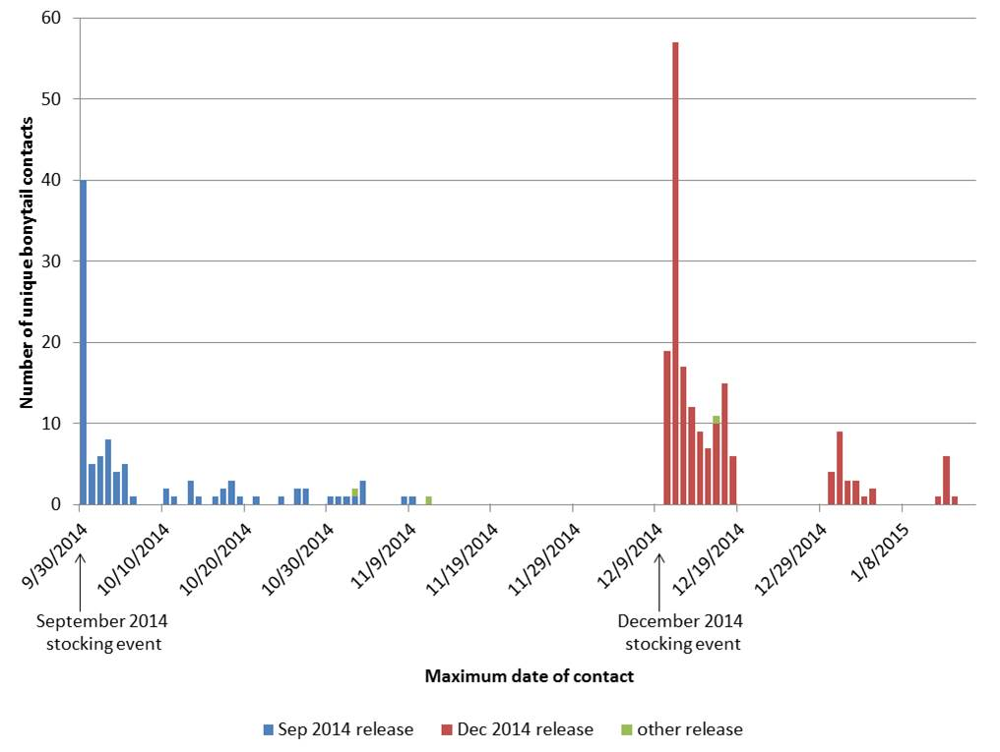 60
50
40
30
20
10
0
Number of unique bonytail contacts
9/30/2014
10/10/2014
10/20/2014
10/30/2014
11/9/2014
11/19/2014
11/29/2014
12/9/2014
12/19/2014
12/29/2014
1/8/2015
September 2014
stocking event
December 2014
stocking event
Maximum date of contact
Sep 2014 release
Dec 2014 release
other release